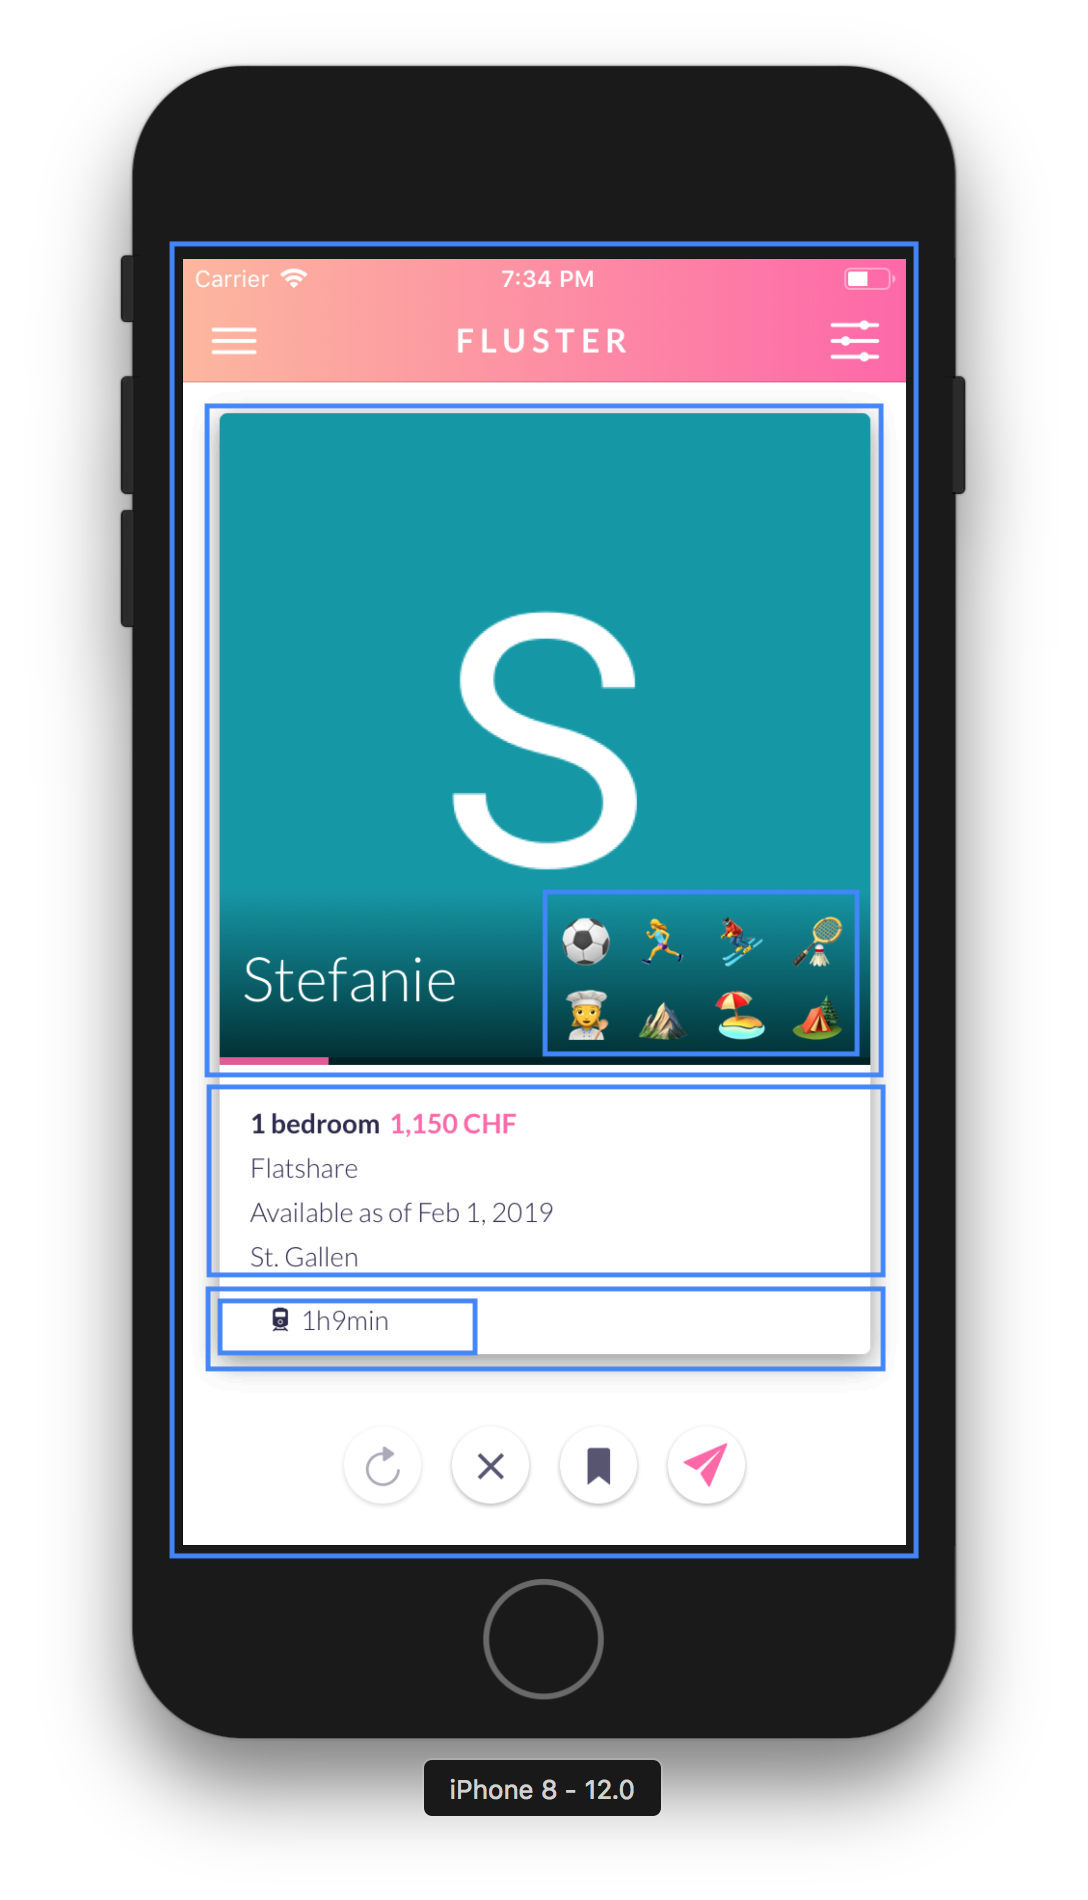 Carrier 7:34 PM
FLUSTER
S
Stefanie
1 bedroom 1,150 CHF
Flatshare
Available as of Feb 1, 2019
St. Gallen
1h9min
iPhone 8 - 12.0